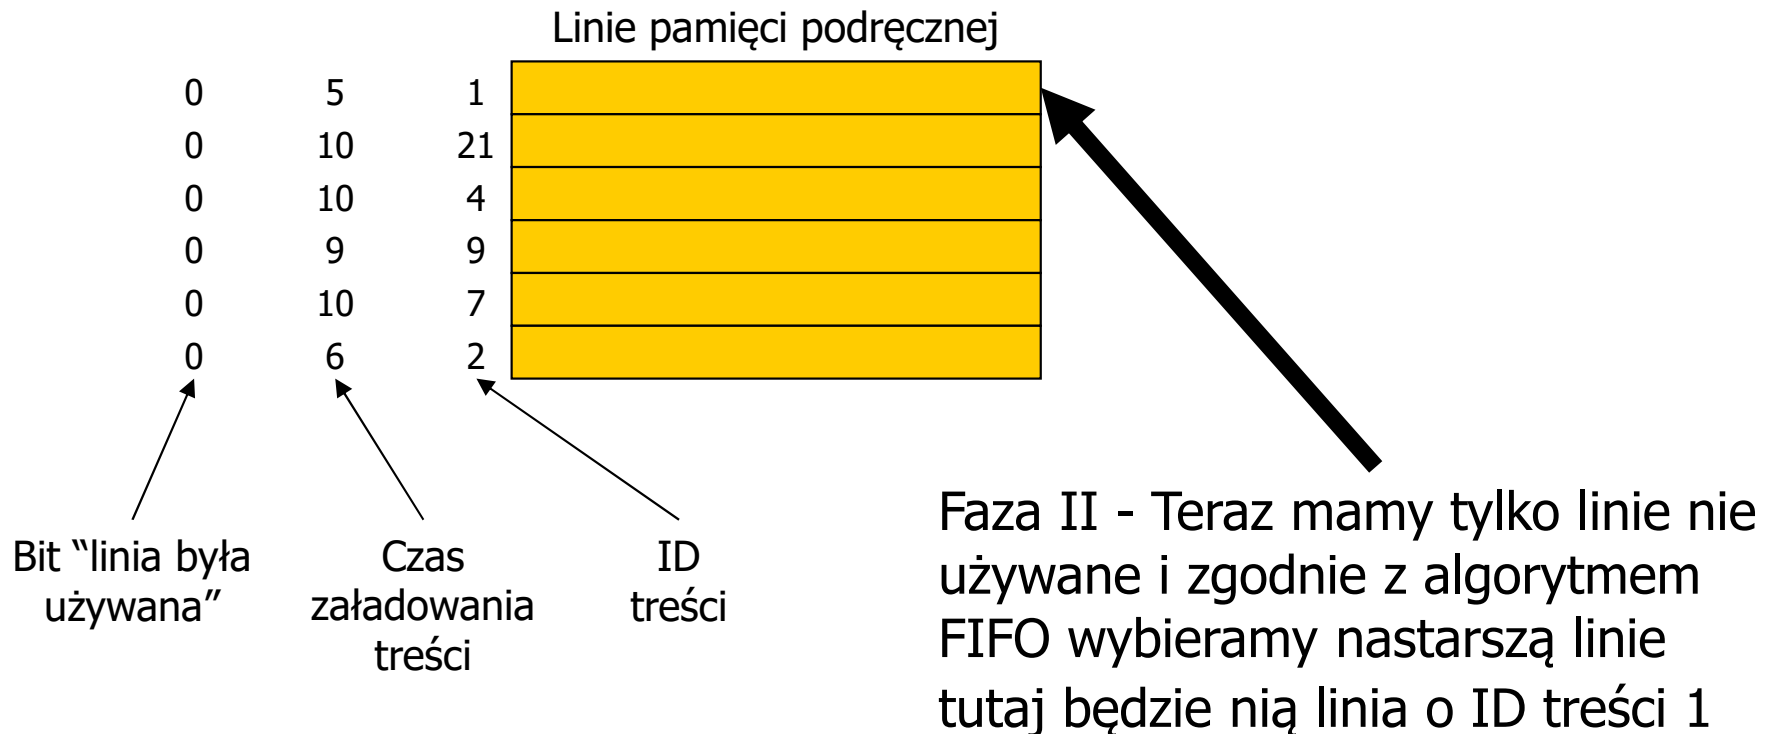 Linie pamięci podręcznej
0 5 1
0 10 21
0 10 4
0 9 9
0 10 7
0 6 2
Bit “linia była
używana”
Czas
załadowania
treści
ID
treści
Faza II - Teraz mamy tylko linie nie
używane i zgodnie z algorytmem
FIFO wybieramy nastarszą linie
tutaj będzie nią linia o ID treści 1